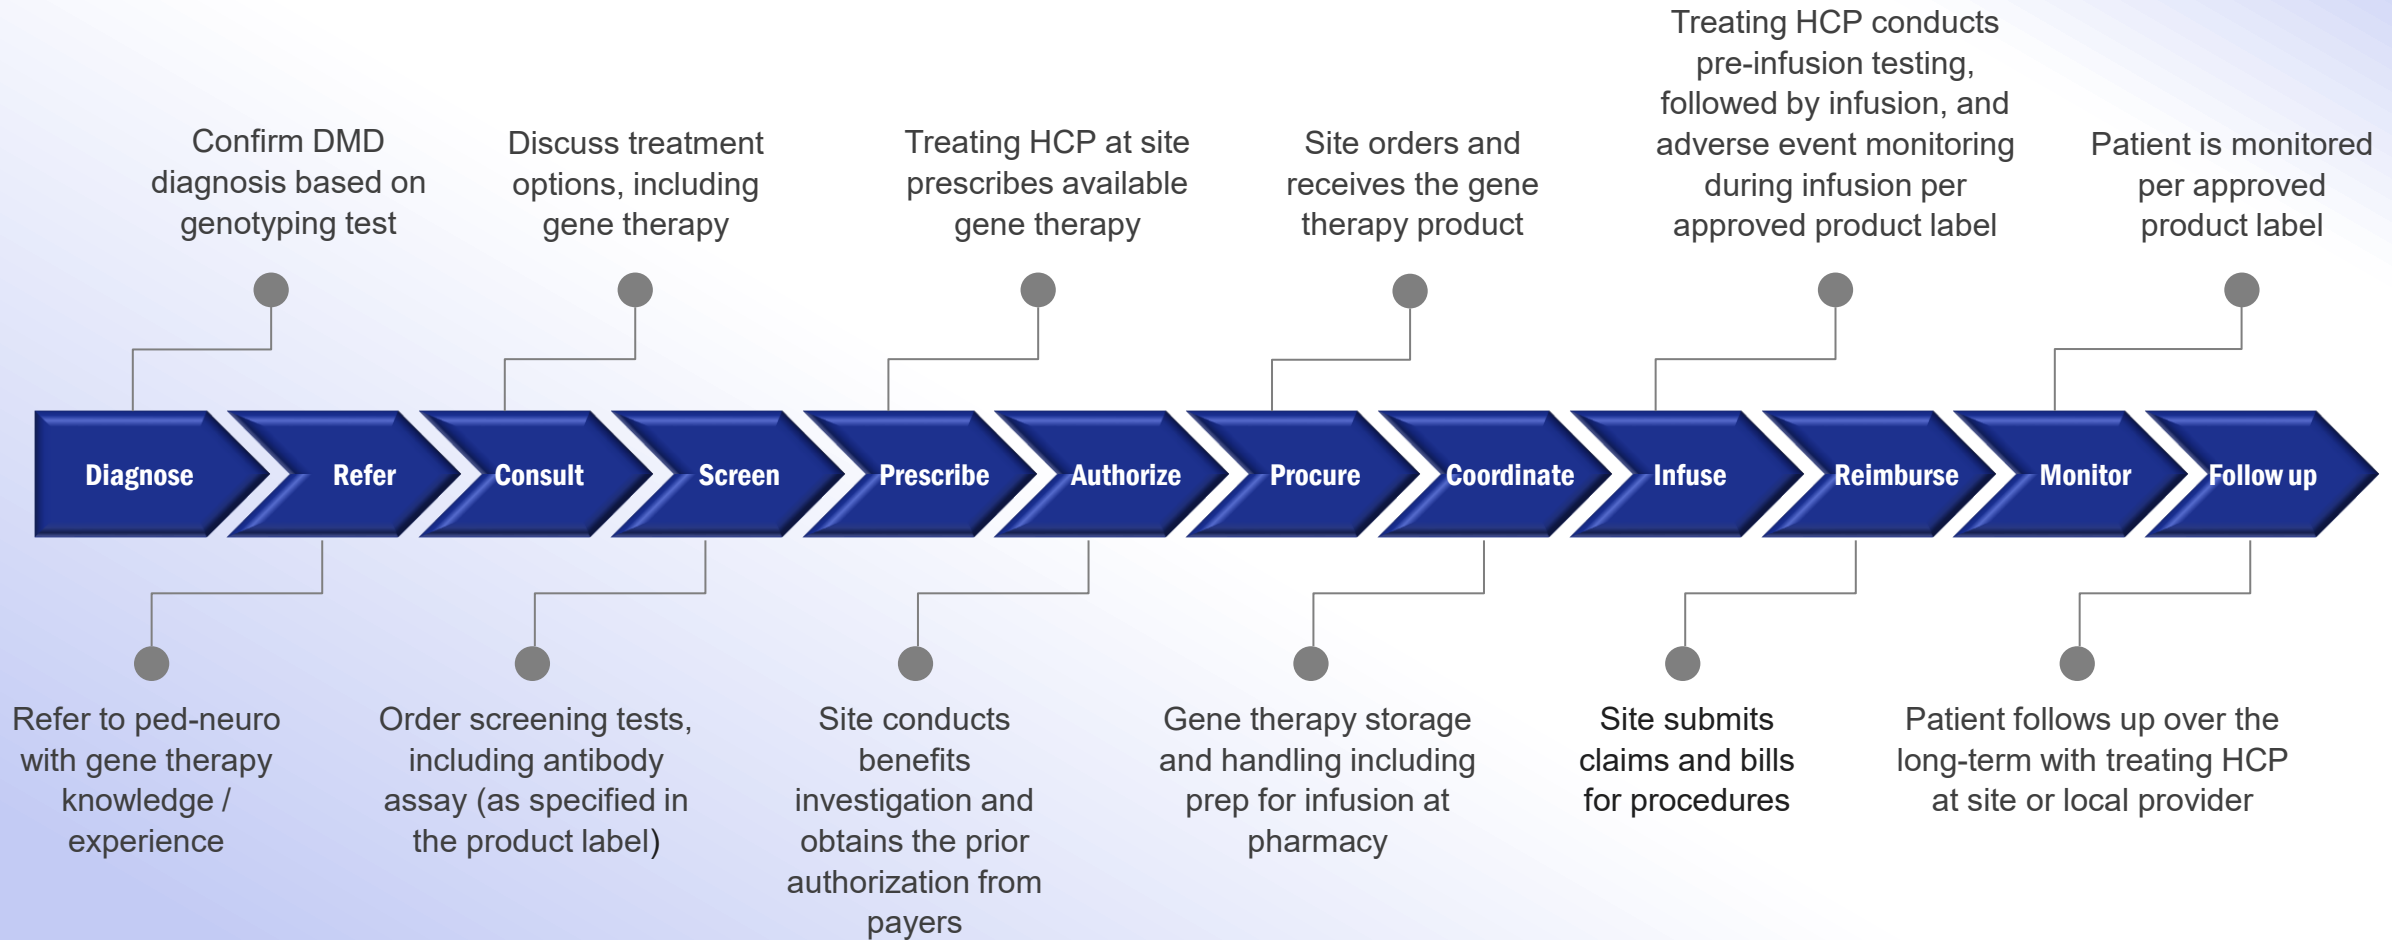 Treating HCP conducts
pre-infusion testing,
followed by infusion, and
adverse event monitoring
during infusion per
approved product label
Confirm DMD
diagnosis based on
genotyping test
Discuss treatment
options, including
gene therapy
Treating HCP at site
prescribes available
gene therapy
Site orders and
receives the gene
therapy product
Patient is monitored
per approved
product label
Diagnose
Refer
Consult
Screen
Prescribe
Authorize
Procure
Coordinate
Infuse
Reimburse
Monitor
Follow up
Refer to ped-neuro
with gene therapy
knowledge /
experience
Order screening tests,
including antibody
assay (as specified in
the product label)
Site conducts
benefits
investigation and
obtains the prior
authorization from
payers
Gene therapy storage
and handling including
prep for infusion at
pharmacy
Site submits
claims and bills
for procedures
Patient follows up over the
long-term with treating HCP
at site or local provider